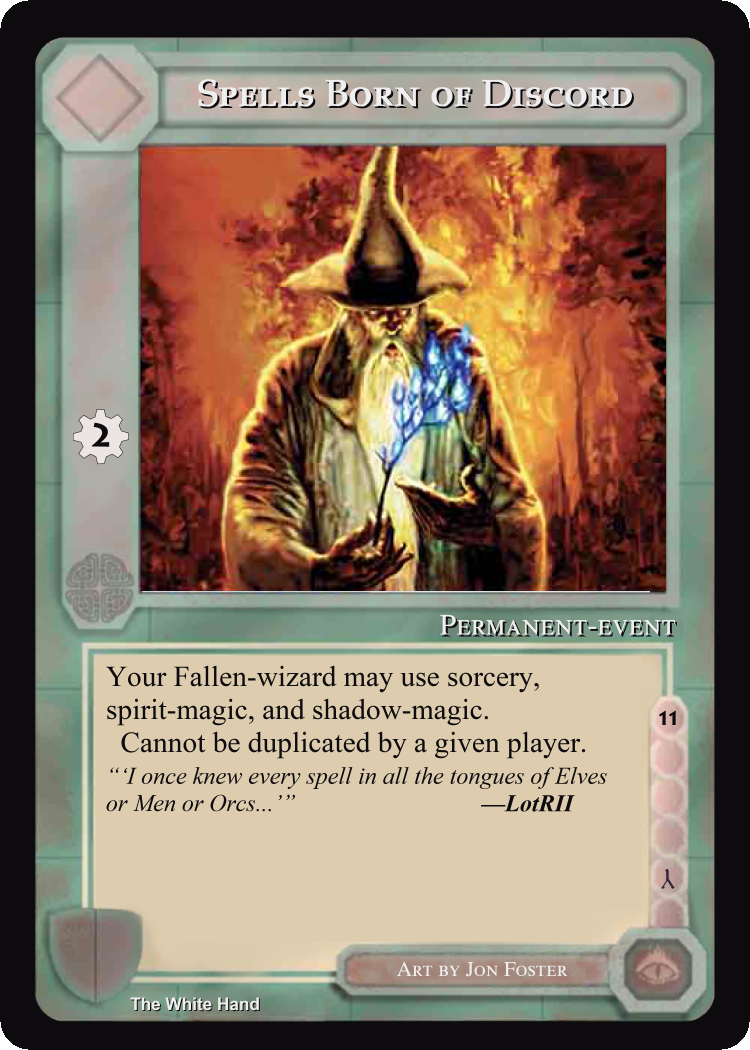 Spells Born of Discord
2
Permanent-event
Your Fallen-wizard may use sorcery,
spirit-magic, and shadow-magic.
Cannot be duplicated by a given player.
“‘I once knew every spell in all the tongues of Elves
or Men or Orcs...’” —LotRII
11
Art by Jon Foster
The White Hand